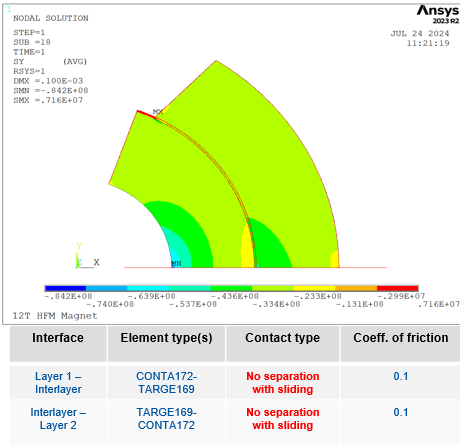 1
NODAL SOLUTION
Ansys
2023 R2
STEP=1
SUB =18
TIME=1
SY (AVG)
RSYS=1
DMX =.100E-03
SMN =-.842E+08
SMX =.716E+07
JUL 24 2024
11:21:19
MX
Y
Z X
MN
-.842E+08 -.639E+08 -.436E+08 -.233E+08 -.299E+07
-.740E+08 -.537E+08 -.334E+08 -.131E+08 .716E+07
12T HFM Magnet
Interface Element type(s) Contact type Coeff. of friction
Layer 1 – Interlayer CONTA172-TARGE169 No separation with sliding 0.1
Interlayer – Layer 2 TARGE169-CONTA172 No separation with sliding 0.1